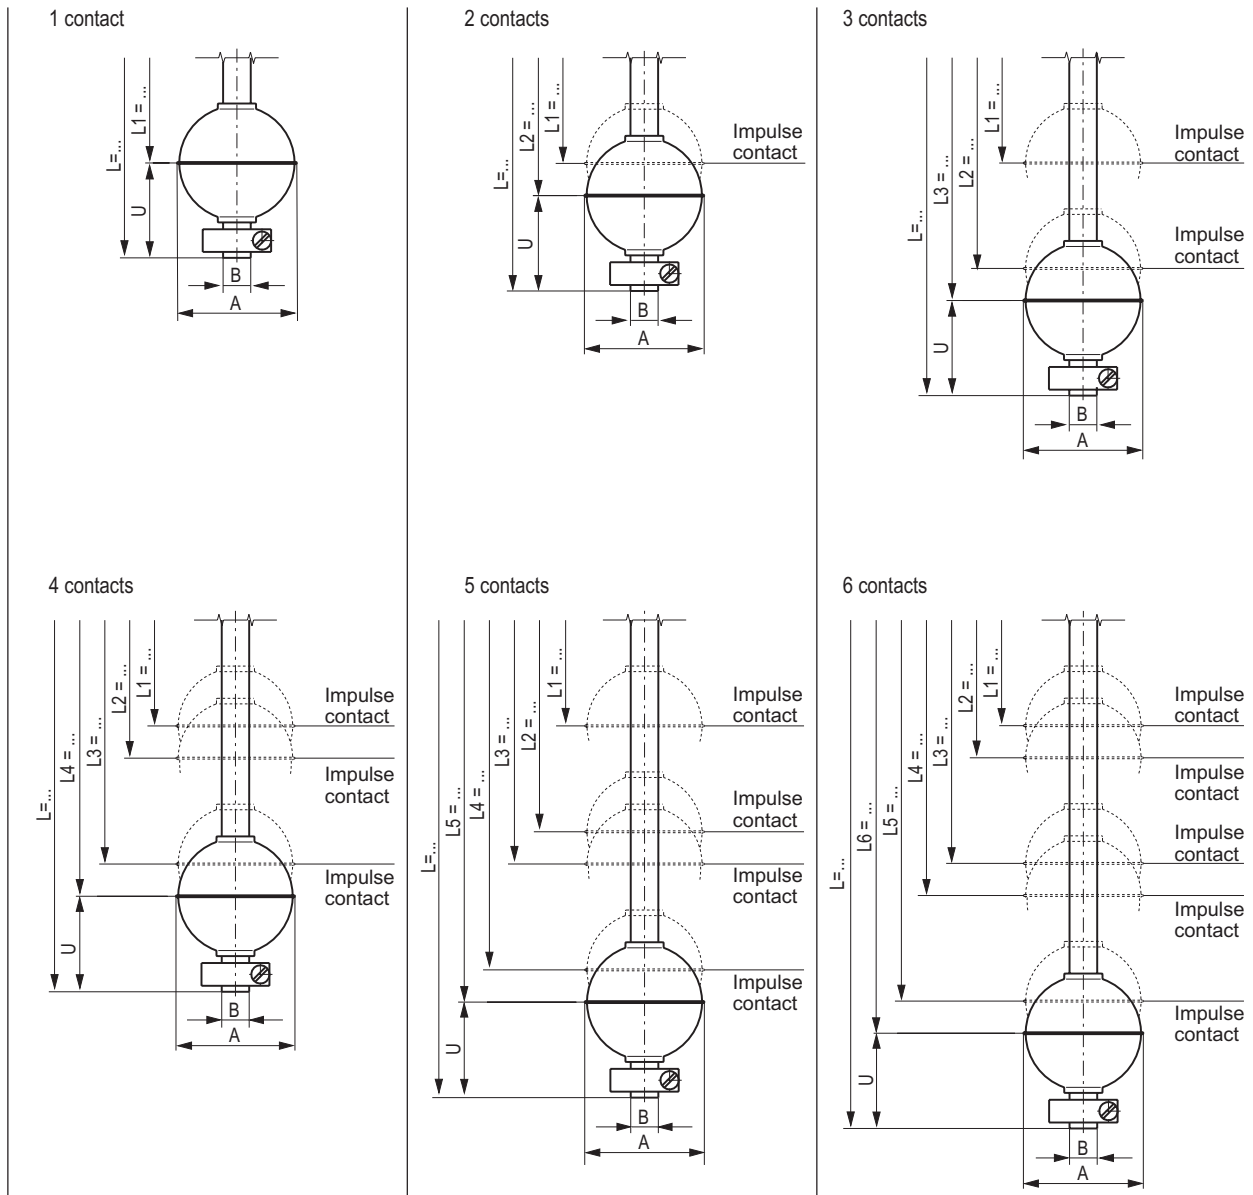 1 contact
L=...
L1 = ...
U
B
A
2 contacts
L=...
L2 = ...
L1 = ...
Impulse
contact
U
B
A
3 contacts
L=...
L3 = ...
L2 = ...
L1 = ...
Impulse
contact
Impulse
contact
U
B
A
4 contacts
L=...
L4 = ...
L3 = ...
L2 = ...
L1 = ...
Impulse
contact
Impulse
contact
Impulse
contact
U
B
A
5 contacts
L=...
L5 = ...
L4 = ...
L3 = ...
L2 = ...
L1 = ...
Impulse
contact
Impulse
contact
Impulse
contact
Impulse
contact
U
B
A
6 contacts
L=...
L6 = ...
L5 = ...
L4 = ...
L3 = ...
L2 = ...
L1 = ...
Impulse
contact
Impulse
contact
Impulse
contact
Impulse
contact
Impulse
contact
U
B
A